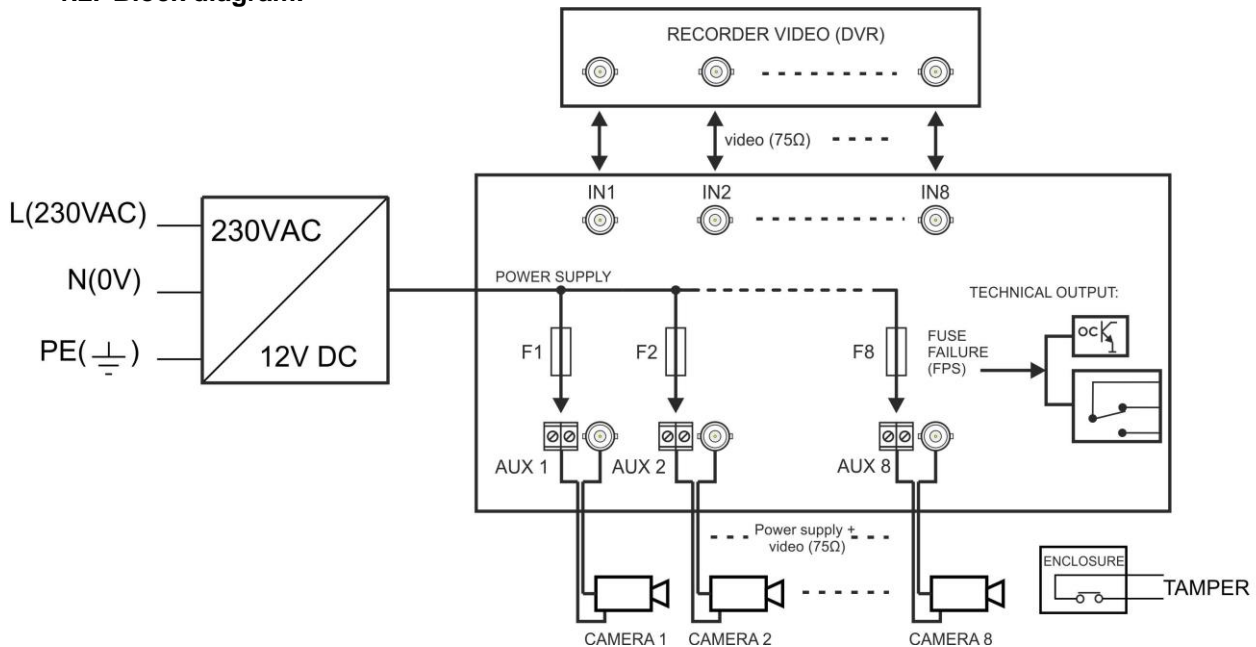 RECORDER VIDEO (DVR)
video (75Ω)
IN1
IN2
IN8
L(230VAC)
N(0V)
PE( )
230VAC
12V DC
POWER SUPPLY
F1
F2
F8
TECHNICAL OUTPUT:
FUSE
FAILURE
(FPS)
OC
AUX 1
AUX 2
AUX 8
Power supply +
video (75Ω)
CAMERA 1
CAMERA 2
CAMERA 8
ENCLOSURE
TAMPER